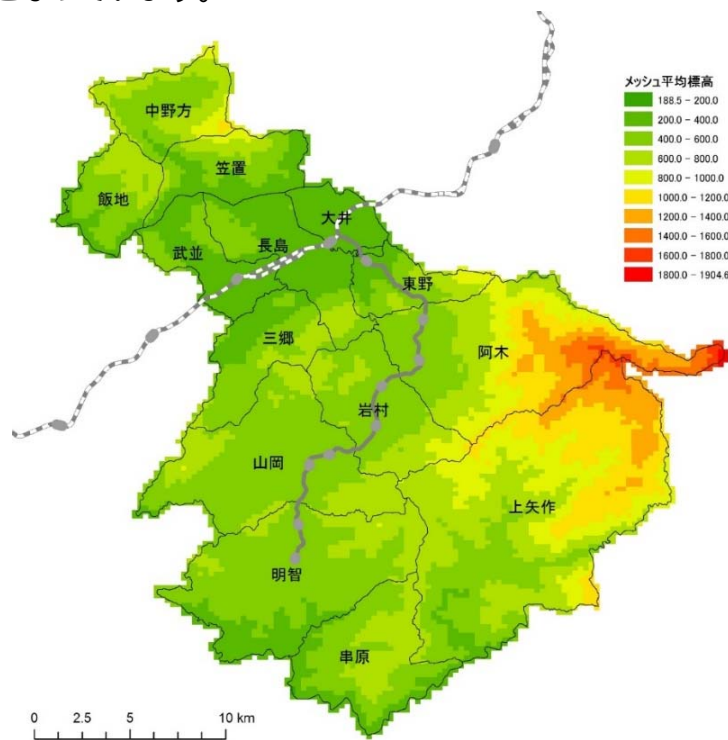 メッシュ平均標高
188.5 - 200.0
200.0 - 400.0
400.0 - 600.0
600.0 - 800.0
800.0 - 1000.0
1000.0 - 1200.0
1200.0 - 1400.0
1400.0 - 1600.0
1600.0 - 1800.0
1800.0 - 1904.6
中野方
笠置
飯地
大井
武並
長島
東野
三郷
阿木
岩村
山岡
上矢作
明智
串原
0 2.5 5 10 km